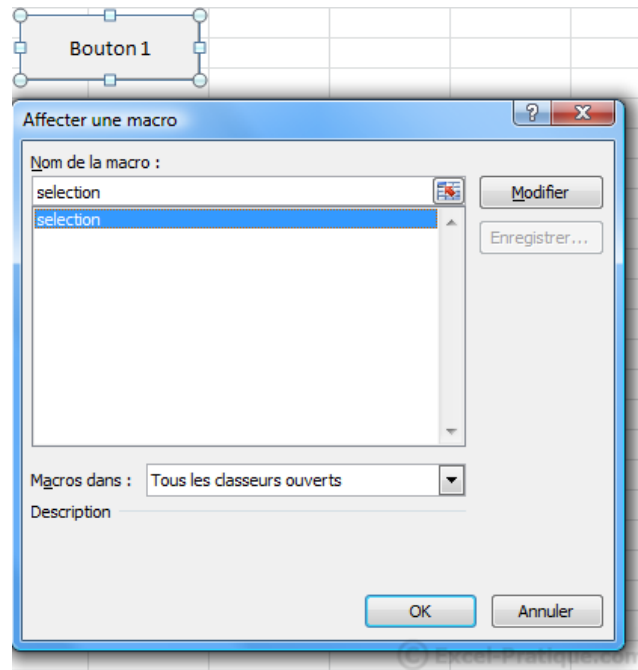 Bouton 1
Affecter une macro
Nom de la macro :
selection
Modifier
selection
Enregistrer...
Macros dans : Tous les classeurs ouverts
Description
OK Annuler
© Excel-Pratique.com